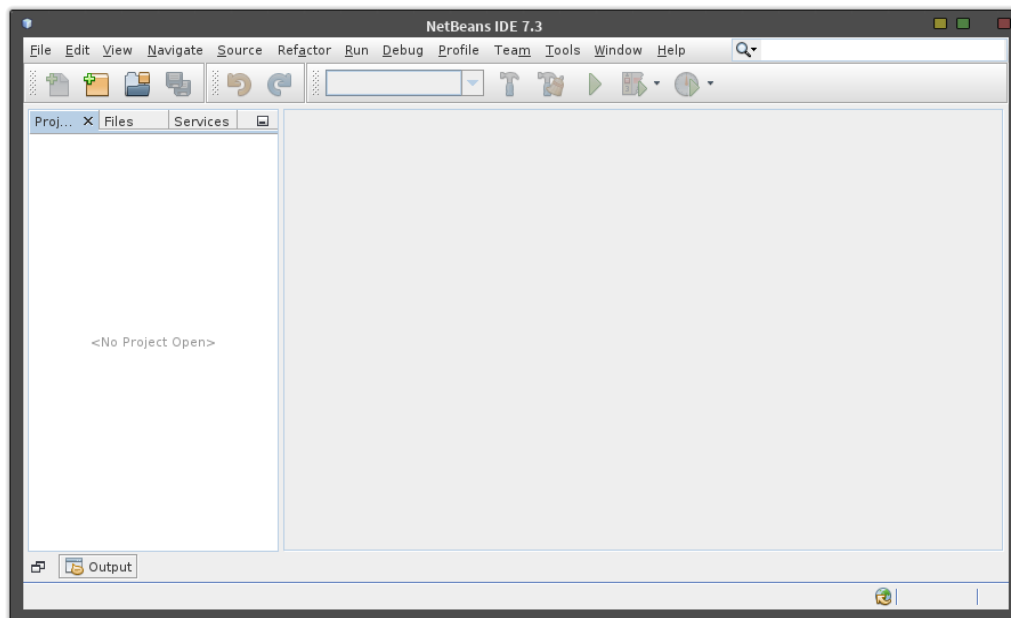 NetBeans IDE 7.3
File Edit View Navigate Source Refactor Run Debug Profile Team Tools Window Help
Proj... Files Services
<No Project Open>
Output